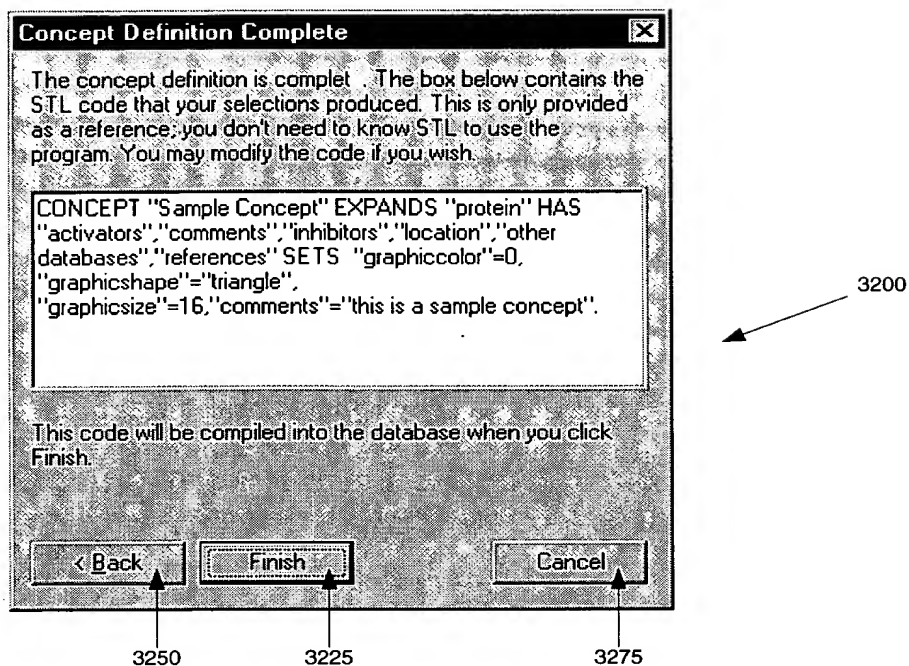 Concept Definition Complete
The concept definition is complet . The box below contains the
STL code that your selections produced. This is only provided
as a reference; you don't need to know STL to use the
program. You may modify the code if you wish.
CONCEPT "Sample Concept" EXPANDS "protein" HAS
"activators","comments","inhibitors","location","other
databases","references" SETS "graphiccolor"=0,
"graphicshape"="triangle",
"graphicsize"=16,"comments"="this is a sample concept".
3200
This code will be compiled into the database when you click
Finish.
< Back
Finish
Cancel
3250
3225
3275